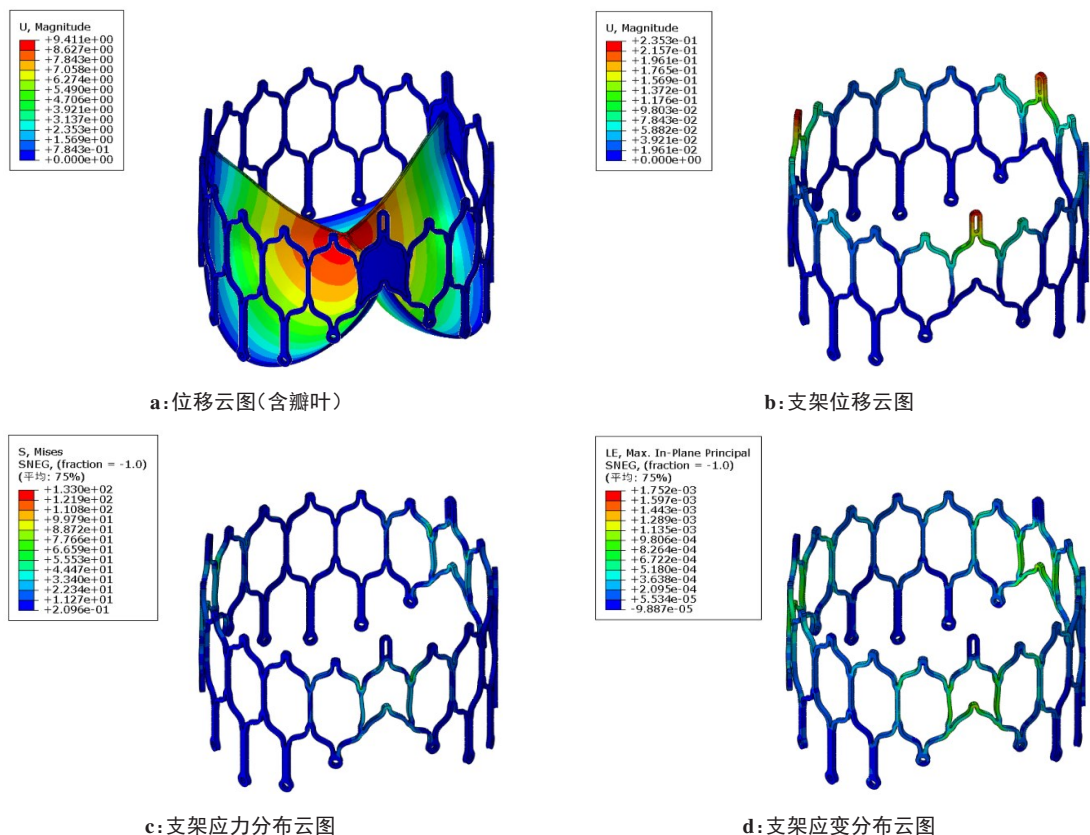 U, Magnitude
+9.411e+00
+8.627e+00
+7.843e+00
+7.058e+00
+6.274e+00
+5.490e+00
+4.706e+00
+3.921e+00
+3.137e+00
+2.353e+00
+1.569e+00
+7.843e-01
+0.000e+00
a:位移云图(含瓣叶)
U, Magnitude
+2.353e-01
+2.157e-01
+1.961e-01
+1.765e-01
+1.569e-01
+1.372e-01
+1.176e-01
+9.803e-02
+7.843e-02
+5.882e-02
+3.921e-02
+1.961e-02
+0.000e+00
b:支架位移云图
S, Mises
SNEG, (fraction = -1.0)
(平均: 75%)
+1.330e+02
+1.219e+02
+1.108e+02
+9.979e+01
+8.872e+01
+7.766e+01
+6.659e+01
+5.553e+01
+4.447e+01
+3.340e+01
+2.234e+01
+1.127e+01
+2.096e-01
c:支架应力分布云图
LE, Max. In-Plane Principal
SNEG, (fraction = -1.0)
(平均: 75%)
+1.752e-03
+1.597e-03
+1.443e-03
+1.289e-03
+1.135e-03
+9.806e-04
+8.264e-04
+6.722e-04
+5.180e-04
+3.638e-04
+2.095e-04
+5.534e-05
-9.887e-05
d:支架应变分布云图